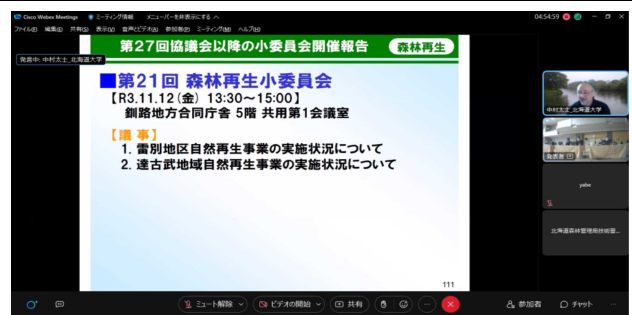 Cisco Webex Meetings ミーティング情報 メニューバーを非表示にする 04:54:59
ファイル(F) 編集(E) 共有(S) 表示(V) 音声とビデオ(A) 参加者(P) ミーティング(M) ヘルプ(H)
発言中: 中村太士_北海道大学
第27回協議会以降の小委員会開催報告 森林再生
■第21回 森林再生小委員会
【R3.11.12(金) 13:30～15:00】
釧路地方合同庁舎 5階 共用第1会議室
【議 事】
1. 雷別地区自然再生事業の実施状況について
2. 達古武地域自然再生事業の実施状況について
111
中村太士_北海道大学
発表者
yabe
北海道森林管理局技術普...
ミュート解除
ビデオの開始
共有
参加者
チャット